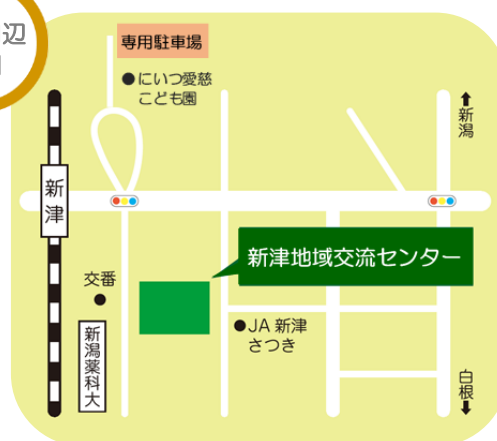 辺
専用駐車場
●にいつ愛慈
こども園
↑
新潟
新津
新津地域交流センター
交番
●
●JA 新津
さつき
新潟薬科大
白根
↓